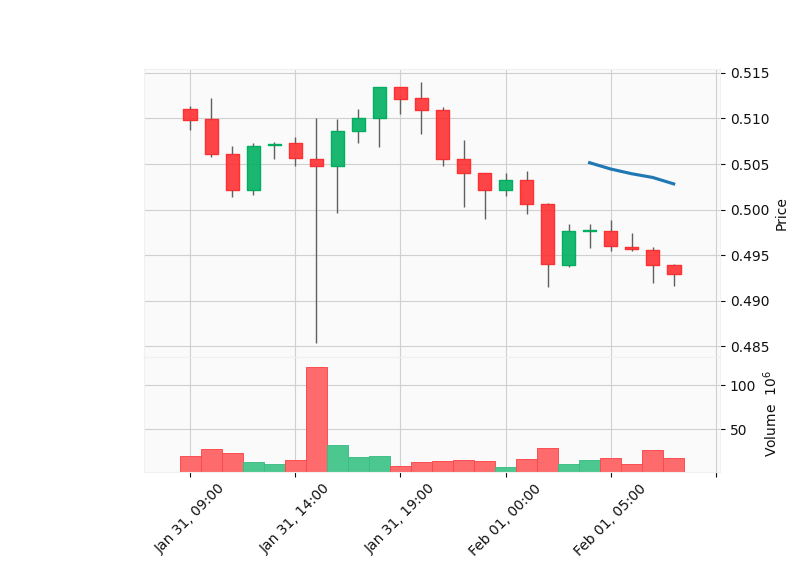 0.515
0.510
0.505
0.500
0.495
0.490
0.485
Price
100
50
Volume 10⁶
Jan 31, 09:00
Jan 31, 14:00
Jan 31, 19:00
Feb 01, 00:00
Feb 01, 05:00